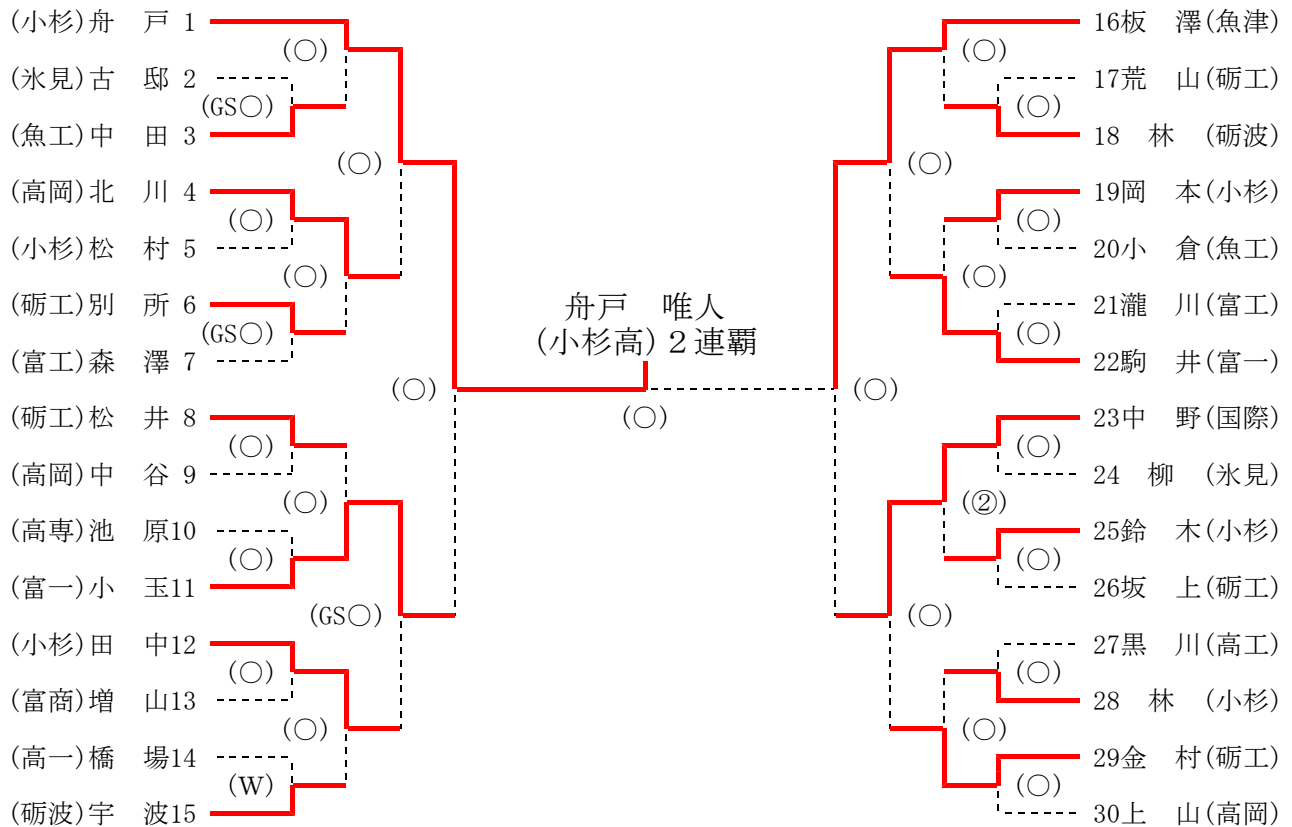 (小杉)舟　戸 1
(○)
(氷見)古　邸 2
(GS○)
(魚工)中　田 3
(○)
(高岡)北　川 4
(○)
(小杉)松　村 5
(○)
(砺工)別　所 6
(GS○)
(富工)森　澤 7
(○)
(砺工)松　井 8
(○)
(高岡)中　谷 9
(○)
(高専)池　原10
(○)
(富一)小　玉11
(GS○)
(小杉)田　中12
(○)
(富商)増　山13
(○)
(高一)橋　場14
(W)
(砺波)宇　波15
舟戸　唯人
(小杉高)２連覇
(○)
16板　澤(魚津)
(○)
17荒　山(砺工)
(○)
18　林　(砺波)
(○)
19岡　本(小杉)
(○)
20小　倉(魚工)
(○)
21瀧　川(富工)
(○)
22駒　井(富一)
(○)
23中　野(国際)
(○)
24　柳　(氷見)
(②)
25鈴　木(小杉)
(○)
26坂　上(砺工)
(○)
27黒　川(高工)
(○)
28　林　(小杉)
(○)
29金　村(砺工)
(○)
30上　山(高岡)